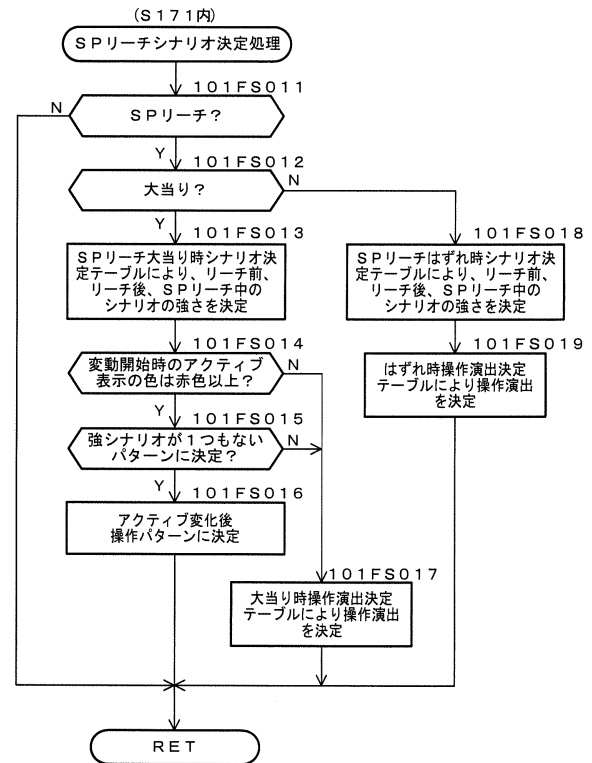 (S171内)
SPリーチシナリオ決定処理
101FS011
N
SPリーチ?
Y
101FS012
大当り?
N
Y
101FS013
101FS018
SPリーチ大当り時シナリオ決
定テーブルにより、リーチ前、
リーチ後、SPリーチ中の
シナリオの強さを決定
SPリーチはずれ時シナリオ決
定テーブルにより、リーチ前、
リーチ後、SPリーチ中の
シナリオの強さを決定
101FS014
101FS019
変動開始時のアクティブ
表示の色は赤色以上?
N
はずれ時操作演出決定
テーブルにより操作演出
を決定
Y
101FS015
強シナリオが1つもない
パターンに決定?
N
Y
101FS016
アクティブ変化後
操作パターンに決定
101FS017
大当り時操作演出決定
テーブルにより操作演出
を決定
RET